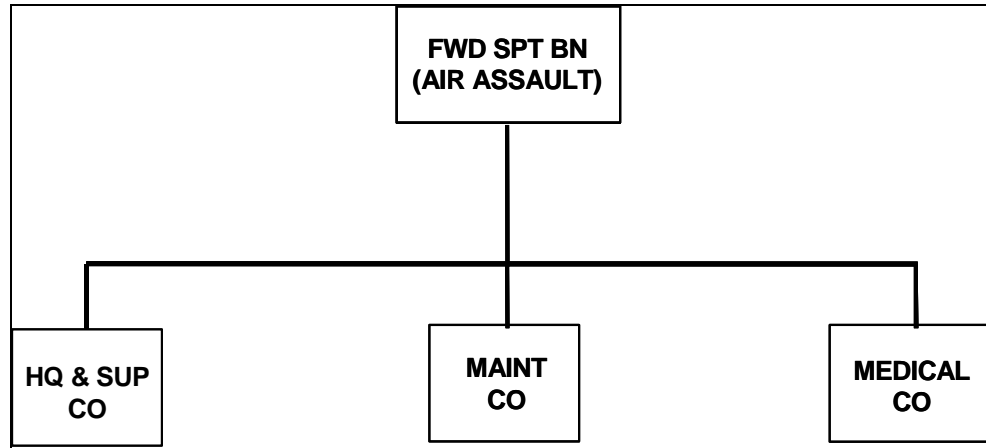 FWD SPT BN
(AIR ASSAULT)
HQ & SUP
CO
MAINT
CO
MEDICAL
CO